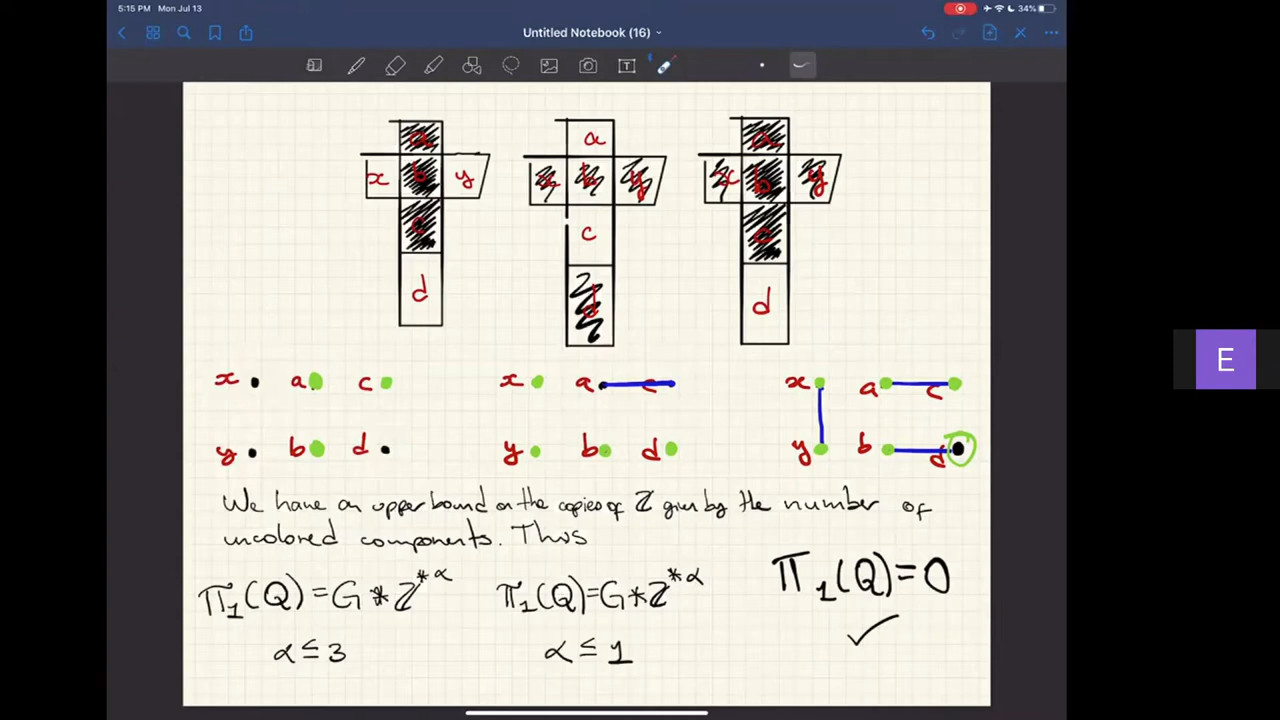 5:15 PM Mon Jul 13
34%
Untitled Notebook (16)
T
a
x b y
c
d
a
x b y
c
d
a
x b y
c
d
x a c
y b d
x a c
y b d
x a c
y b d
E
We have an upper bound on the copies of ℤ given by the number of
uncolored components. Thus
Π₁(Q) = G * ℤ^{*α}
α ≤ 3
Π₁(Q) = G * ℤ^{*α}
α ≤ 1
Π₁(Q) = 0
✓